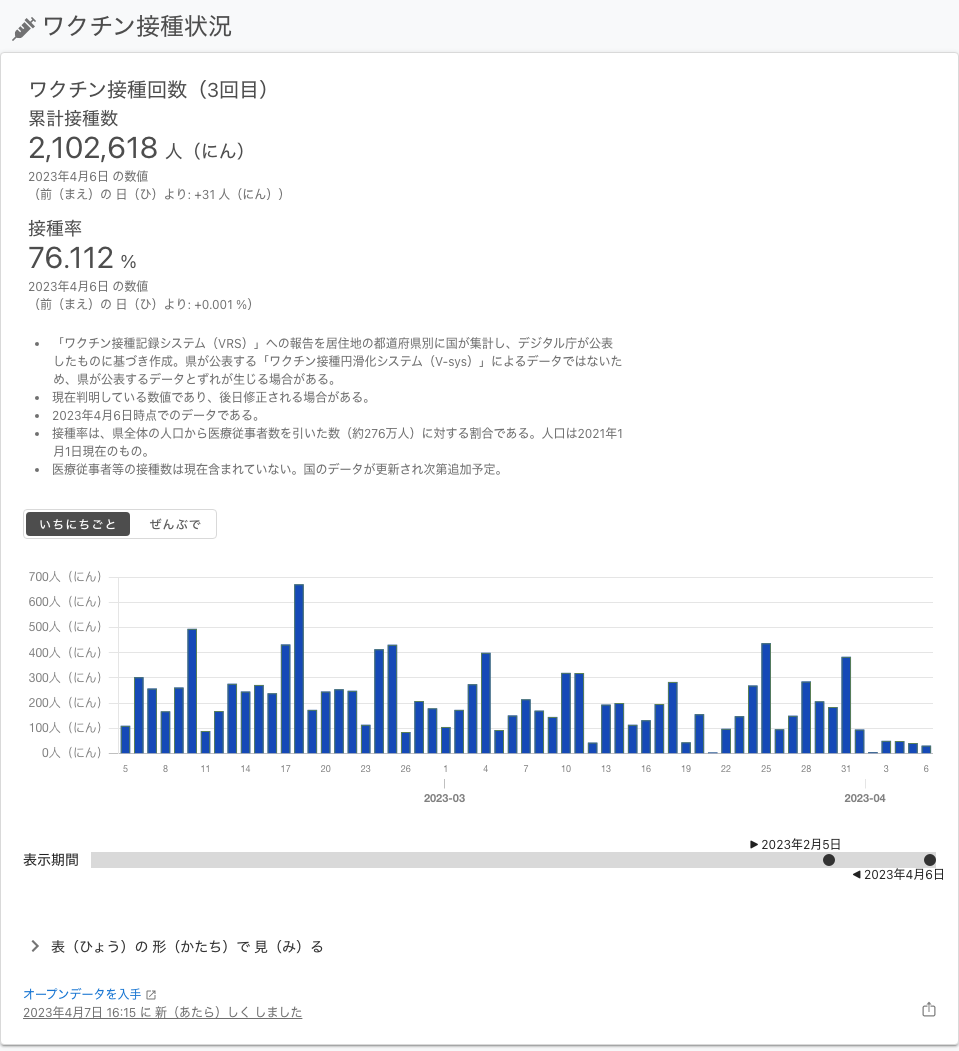 ワクチン接種状況
ワクチン接種回数（3回目）
累計接種数
2,102,618 人（にん）
2023年4月6日 の数値
（前（まえ）の 日（ひ）より: +31 人（にん））
接種率
76.112 %
2023年4月6日 の数値
（前（まえ）の 日（ひ）より: +0.001 %）
• 「ワクチン接種記録システム（VRS）」への報告を居住地の都道府県別に国が集計し、デジタル庁が公表
したものに基づき作成。県が公表する「ワクチン接種円滑化システム（V-sys）」によるデータではないた
め、県が公表するデータとずれが生じる場合がある。
• 現在判明している数値であり、後日修正される場合がある。
• 2023年4月6日時点でのデータである。
• 接種率は、県全体の人口から医療従事者数を引いた数（約276万人）に対する割合である。人口は2021年1
月1日現在のもの。
• 医療従事者等の接種数は現在含まれていない。国のデータが更新され次第追加予定。
いちにちごと ぜんぶで
700人（にん）
600人（にん）
500人（にん）
400人（にん）
300人（にん）
200人（にん）
100人（にん）
0人（にん）
5 8 11 14 17 20 23 26 1 4 7 10 13 16 19 22 25 28 31 3 6
2023-03 2023-04
▶ 2023年2月5日
表示期間
◀ 2023年4月6日
表（ひょう）の 形（かたち）で 見（み）る
オープンデータを入手
2023年4月7日 16:15 に 新（あたら）しく しました